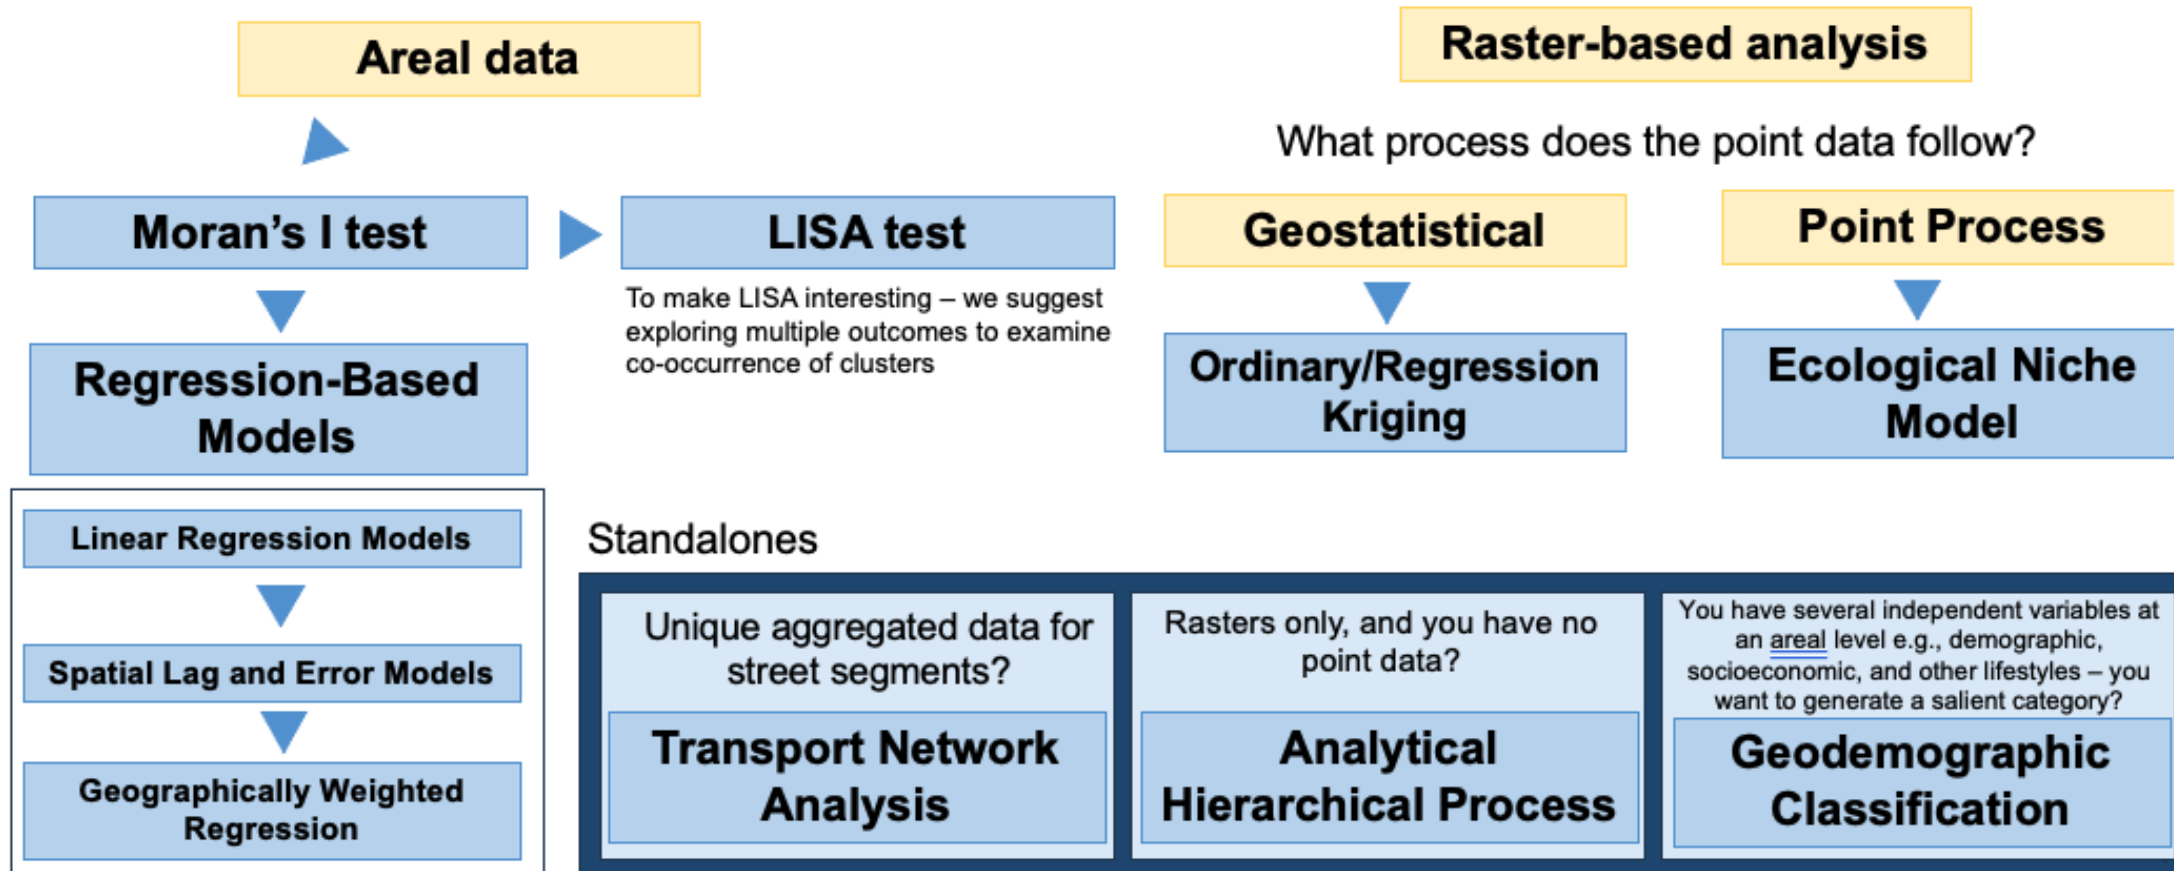 Areal data
Moran’s I test
LISA test
To make LISA interesting – we suggest
exploring multiple outcomes to examine
co-occurrence of clusters
Regression-Based
Models
Linear Regression Models
Spatial Lag and Error Models
Geographically Weighted
Regression
Raster-based analysis
What process does the point data follow?
Geostatistical
Ordinary/Regression
Kriging
Point Process
Ecological Niche
Model
Standalones
Unique aggregated data for
street segments?
Transport Network
Analysis
Rasters only, and you have no
point data?
Analytical
Hierarchical Process
You have several independent variables at
an areal level e.g., demographic,
socioeconomic, and other lifestyles – you
want to generate a salient category?
Geodemographic
Classification